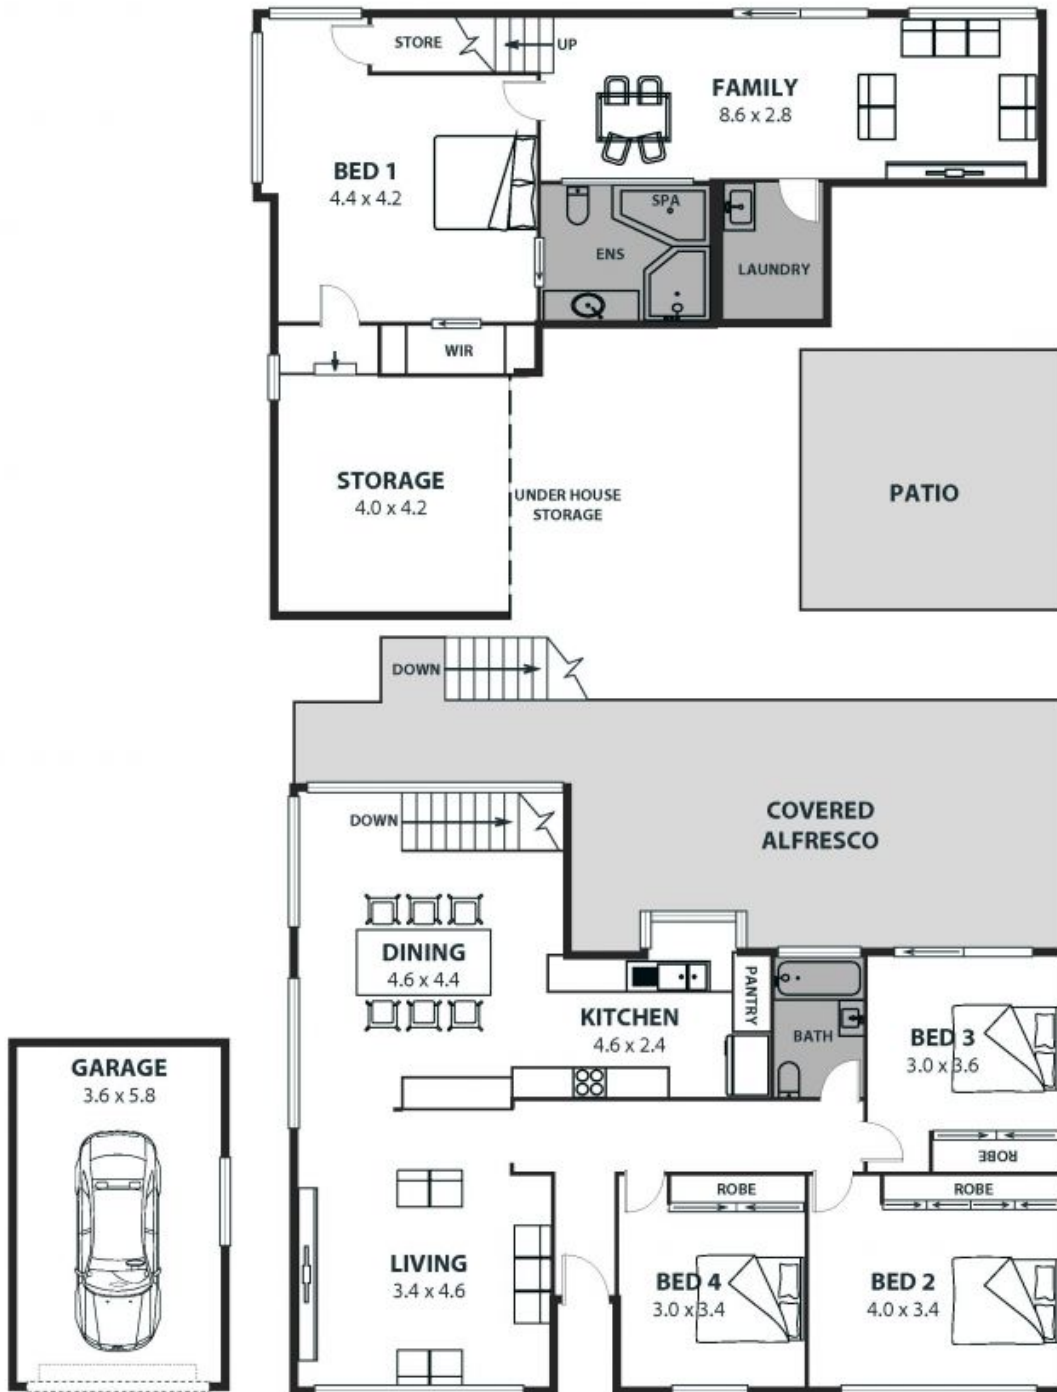 STORE
UP
FAMILY
8.6 x 2.8
BED 1
4.4 x 4.2
SPA
ENS
LAUNDRY
WIR
STORAGE
4.0 x 4.2
UNDER HOUSE
STORAGE
PATIO
DOWN
COVERED
ALFRESCO
DOWN
DINING
4.6 x 4.4
PANTRY
KITCHEN
4.6 x 2.4
BATH
BED 3
3.0 x 3.6
GARAGE
3.6 x 5.8
ROBE
ROBE
ROBE
LIVING
3.4 x 4.6
BED 4
3.0 x 3.4
BED 2
4.0 x 3.4